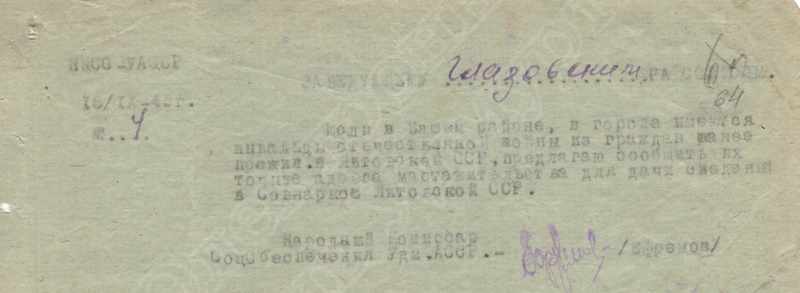 НКСО УАССР
ЗАВЕДУЮЩЕМУ Глазовским РАЙСОБЕСОМ.
64
16/IX-43г.
№ 4
Если в Вашем районе, в городе имеются
инвалиды отечественной войны из граждан ранее
прожив. в Литовской ССР, предлагаю сообщить их
точные адреса местожительства для дачи сведений
в Совнарком Литовской ССР.
Народный комиссар
Соцобеспечения Удм.АССР.- /Ефремов/